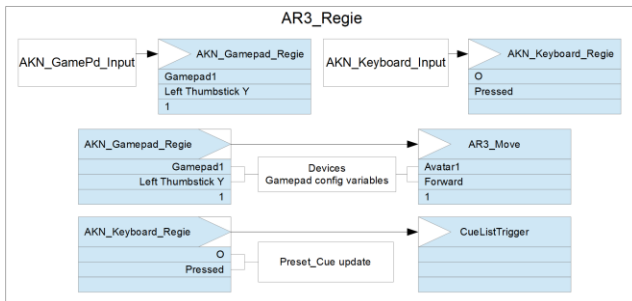 AR3_Regie
AKN_GamePd_Input
AKN_Gamepad_Regie
Gamepad1
Left Thumbstick Y
1
AKN_Keyboard_Input
AKN_Keyboard_Regie
O
Pressed
AKN_Gamepad_Regie
Gamepad1
Left Thumbstick Y
1
Devices
Gamepad config variables
AR3_Move
Avatar1
Forward
1
AKN_Keyboard_Regie
O
Pressed
Preset_Cue update
CueListTrigger